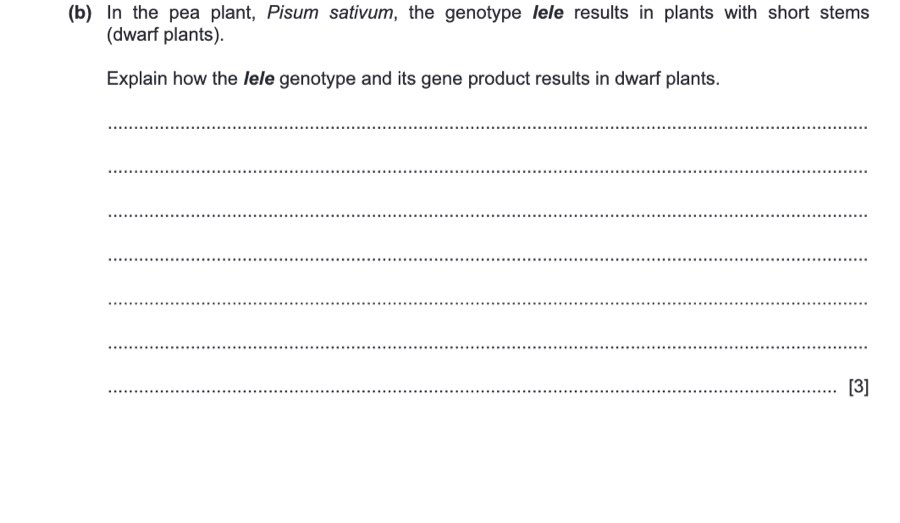 (b) In the pea plant, Pisum sativum, the genotype lele results in plants with short stems
(dwarf plants).
Explain how the lele genotype and its gene product results in dwarf plants.
................................................................................
................................................................................
................................................................................
................................................................................
................................................................................
................................................................................
................................................................................ [3]